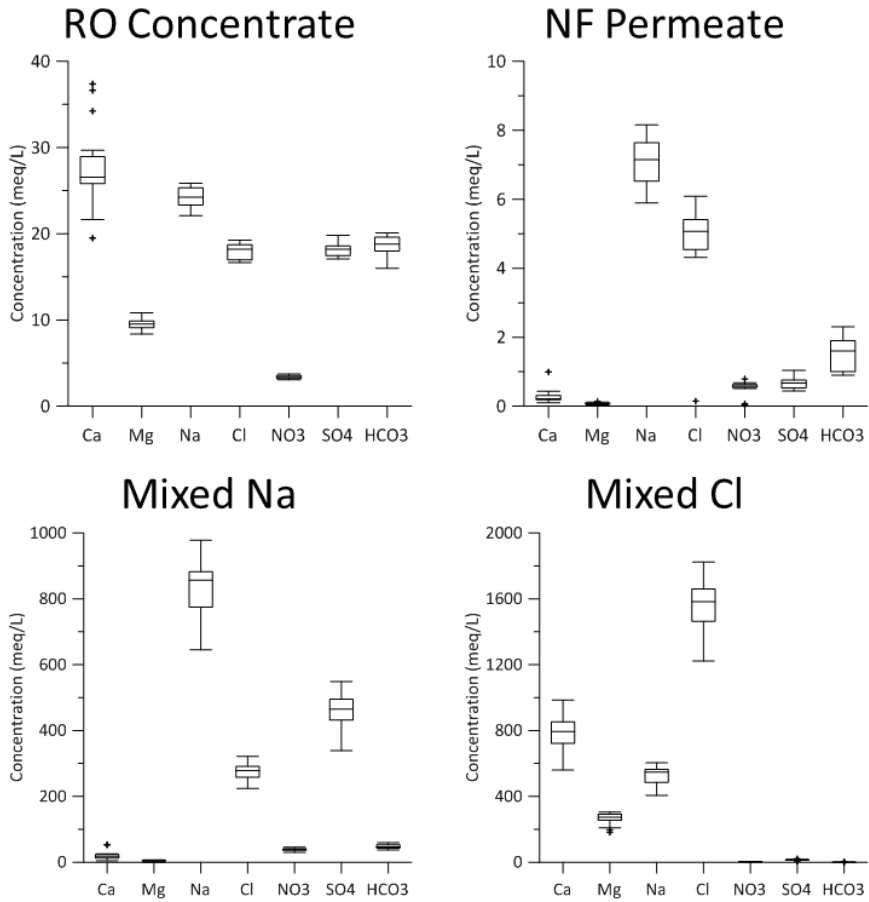 RO Concentrate
Concentration (meq/L)
40
30
20
10
0
Ca Mg Na Cl NO3 SO4 HCO3
NF Permeate
Concentration (meq/L)
10
8
6
4
2
0
Ca Mg Na Cl NO3 SO4 HCO3
Mixed Na
Concentration (meq/L)
1000
800
600
400
200
0
Ca Mg Na Cl NO3 SO4 HCO3
Mixed Cl
Concentration (meq/L)
2000
1600
1200
800
400
0
Ca Mg Na Cl NO3 SO4 HCO3